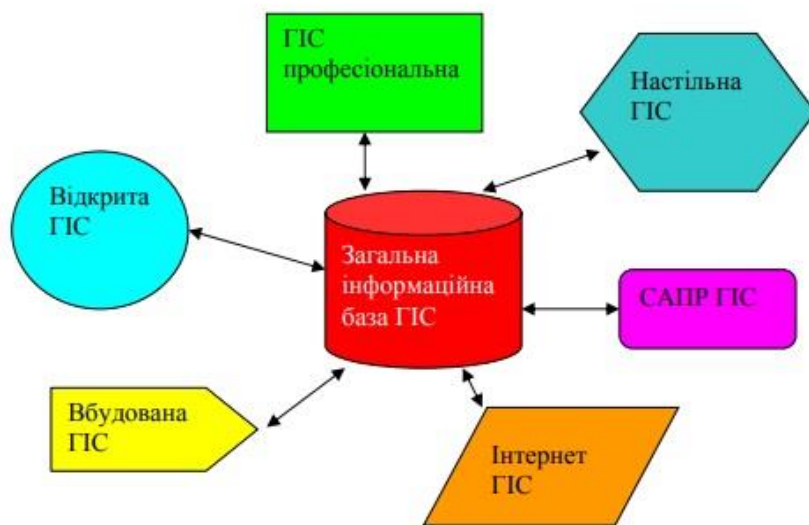 ГІС
професіональна
Настільна
ГІС
Відкрита
ГІС
Загальна
інформаційна
база ГІС
САПР ГІС
Вбудована
ГІС
Інтернет
ГІС